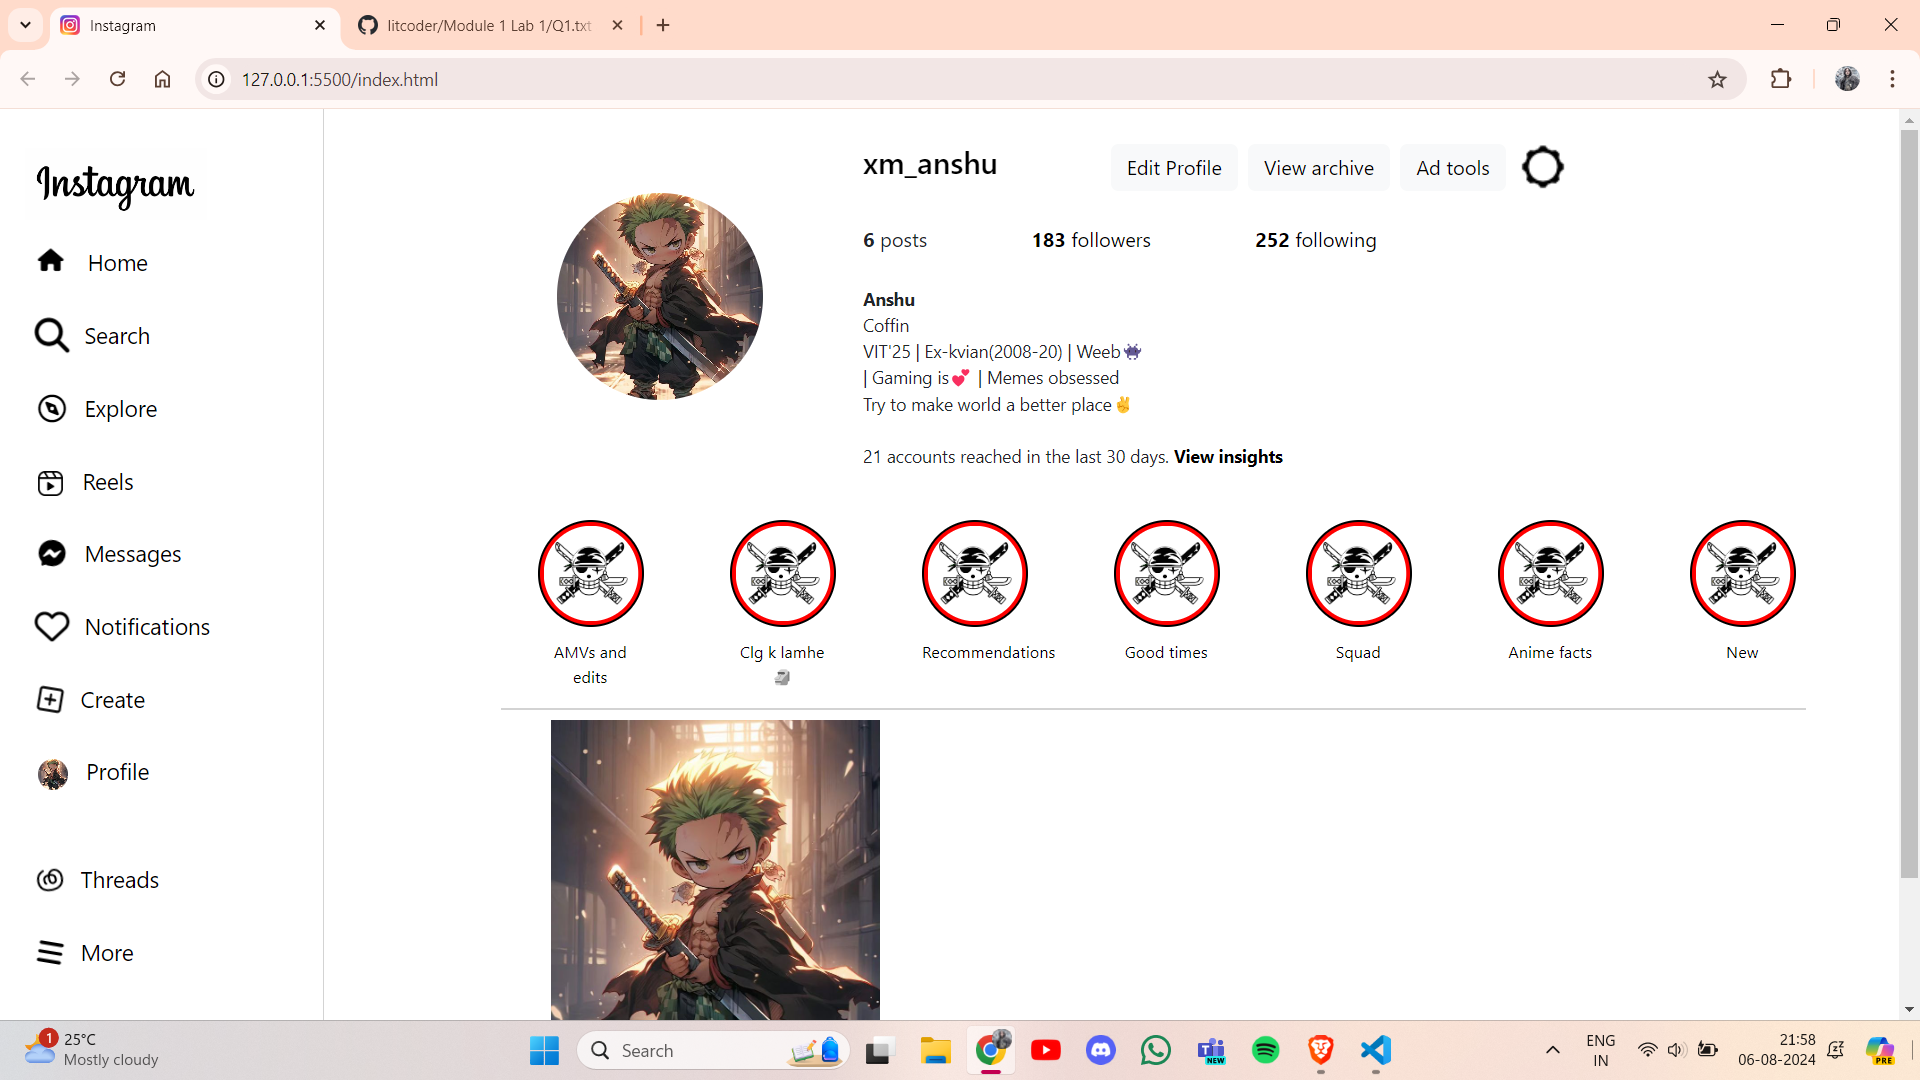 Instagram
litcoder/Module 1 Lab 1/Q1.txt
127.0.0.1:5500/index.html
Instagram
Home
Search
Explore
Reels
Messages
Notifications
Create
Profile
Threads
More
xm_anshu
Edit Profile
View archive
Ad tools
6 posts
183 followers
252 following
Anshu
Coffin
VIT'25 | Ex-kvian(2008-20) | Weeb👾
| Gaming is💕 | Memes obsessed
Try to make world a better place✌
21 accounts reached in the last 30 days. View insights
AMVs and
edits
Clg k lamhe
🗿
Recommendations
Good times
Squad
Anime facts
New
1
25°C
Mostly cloudy
Search
NEW
ENG
IN
21:58
06-08-2024
PRE